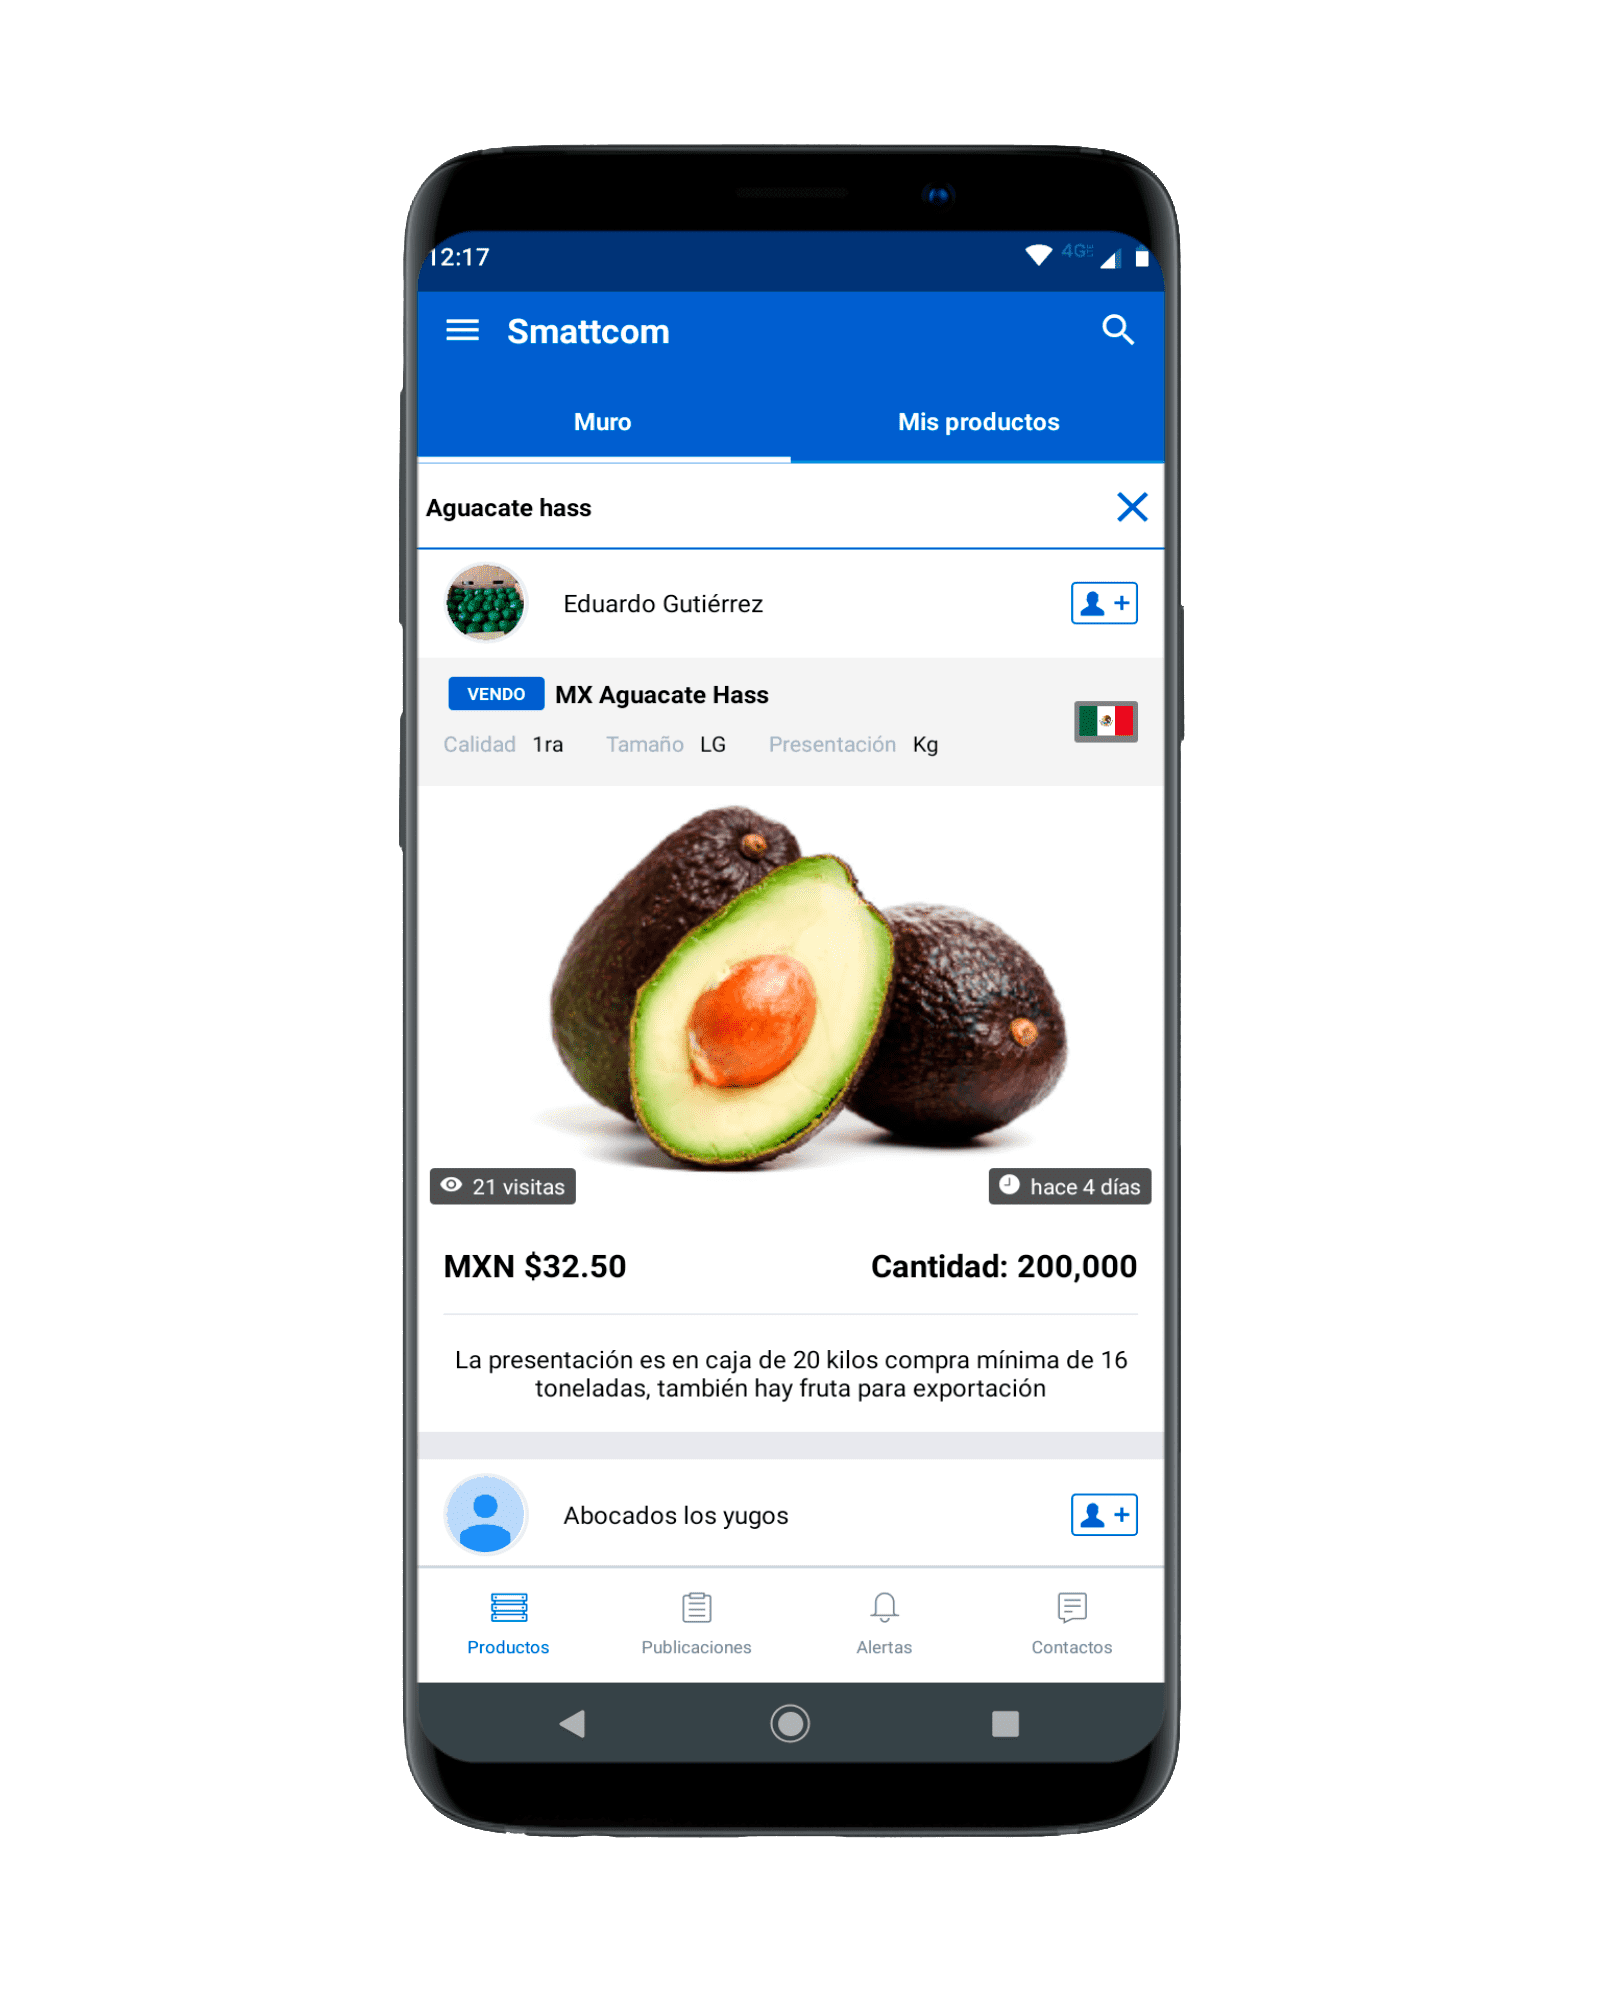 12:17
4G
Smattcom
Muro Mis productos
Aguacate hass
Eduardo Gutiérrez
VENDO MX Aguacate Hass
Calidad 1ra Tamaño LG Presentación Kg
21 visitas hace 4 días
MXN $32.50 Cantidad: 200,000
La presentación es en caja de 20 kilos compra mínima de 16
toneladas, también hay fruta para exportación
Abocados los yugos
Productos Publicaciones Alertas Contactos